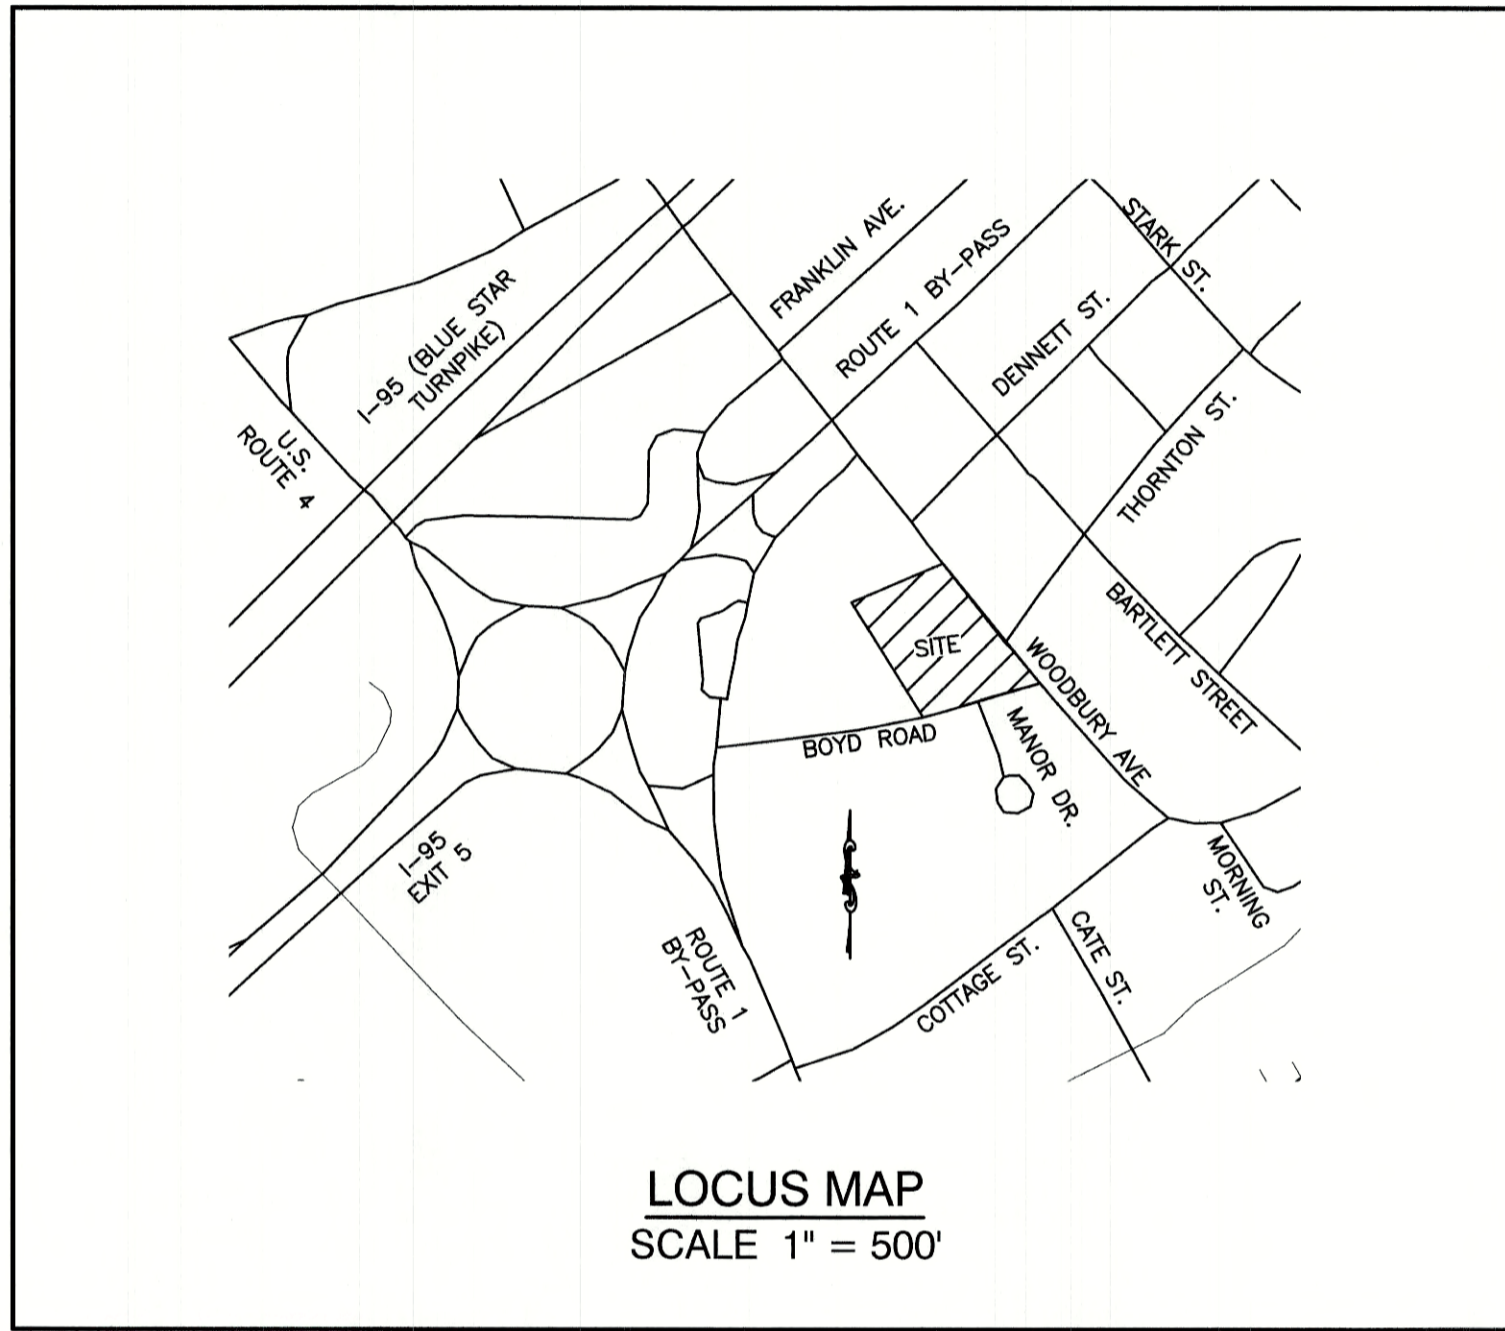 FRANKLIN AVE.
STARK ST.
ROUTE 1 BY-PASS
I-95 (BLUE STAR
TURNPIKE)
DENNETT ST.
U.S.
ROUTE 4
THORNTON ST.
SITE
BARTLETT STREET
WOODBURY AVE
BOYD ROAD
MANOR DR.
I-95
EXIT 5
MORNING
ST.
ROUTE 1
BY-PASS
COTTAGE ST.
CATE ST.
LOCUS MAP
SCALE 1" = 500'